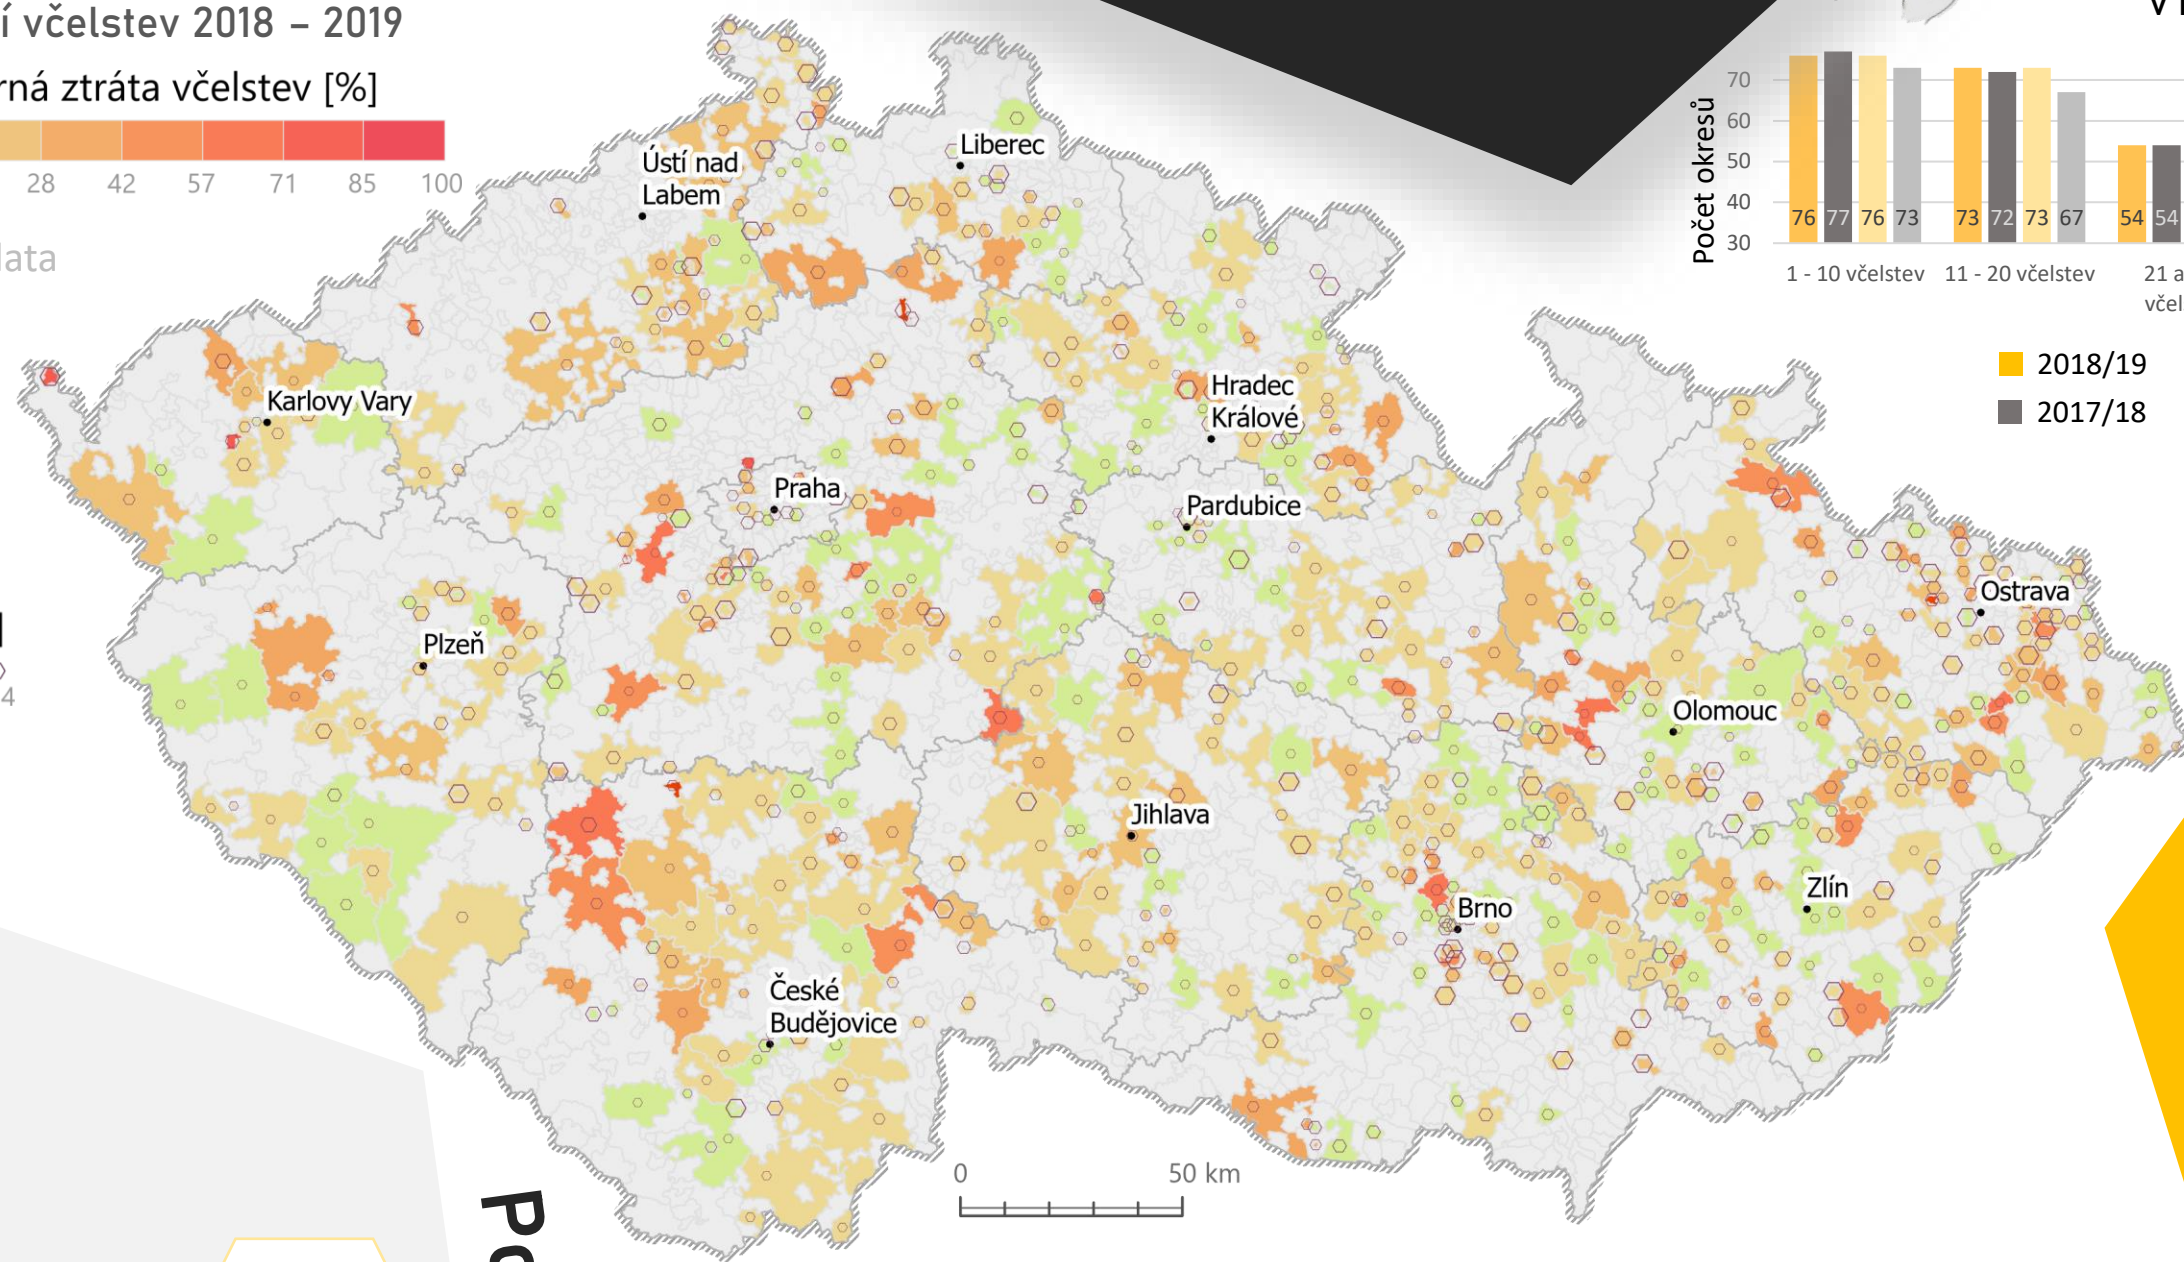 í včelstev 2018 – 2019
rná ztráta včelstev [%]
28 42 57 71 85 100
lata
4
Ústí nad
Labem
Liberec
Karlovy Vary
Hradec
Králové
Praha
Pardubice
Plzeň
Ostrava
Olomouc
Jihlava
Zlín
Brno
České
Budějovice
0 50 km
Po
v
Počet okresů
70
60
50
40
30
76 77 76 73 73 72 73 67 54 54
1 - 10 včelstev 11 - 20 včelstev 21 a
včel
2018/19
2017/18